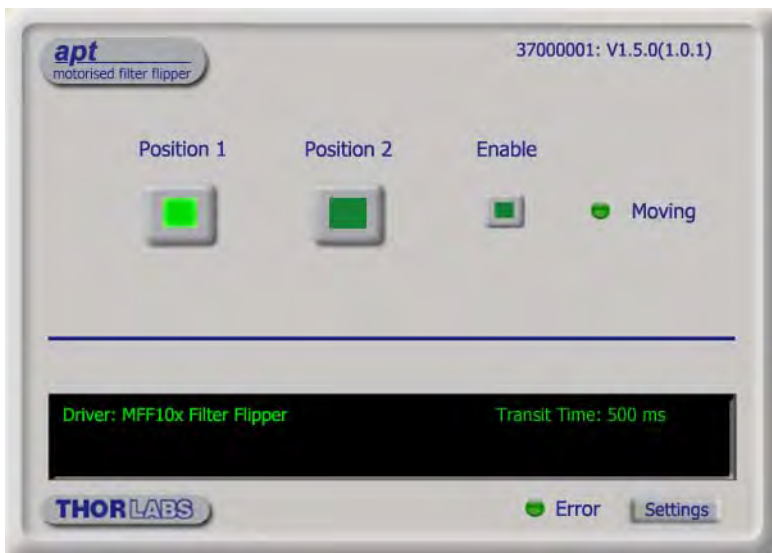 apt
motorised filter flipper
37000001: V1.5.0(1.0.1)
Position 1
Position 2
Enable
Moving
Driver: MFF10x Filter Flipper
Transit Time: 500 ms
THORLABS
Error
Settings